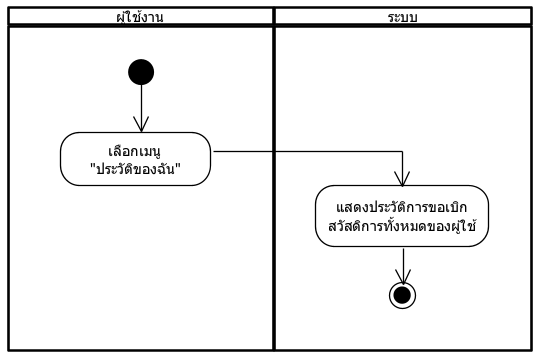 ผู้ใช้งาน
ระบบ
เลือกเมนู
"ประวัติของฉัน"
แสดงประวัติการขอเบิก
สวัสดิการทั้งหมดของผู้ใช้